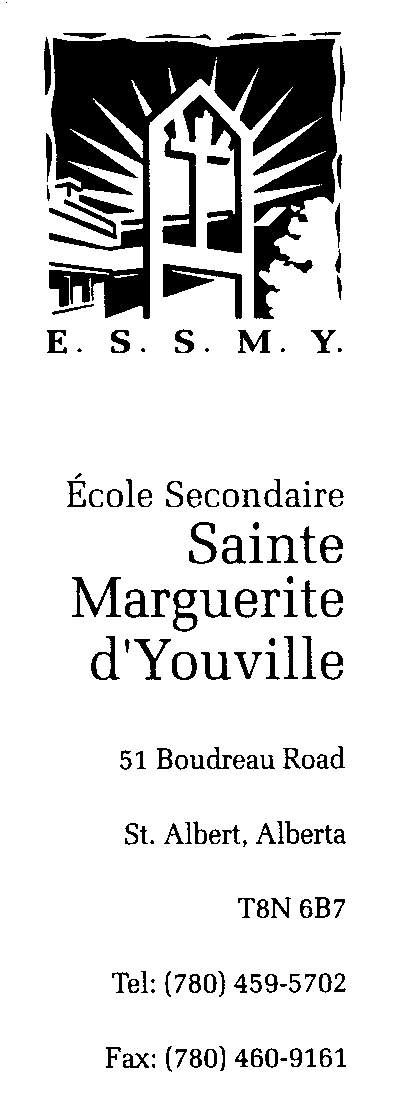 E. S. S. M. Y.
École Secondaire
Sainte
Marguerite
d'Youville
51 Boudreau Road
St. Albert, Alberta
T8N 6B7
Tel: (780) 459-5702
Fax: (780) 460-9161